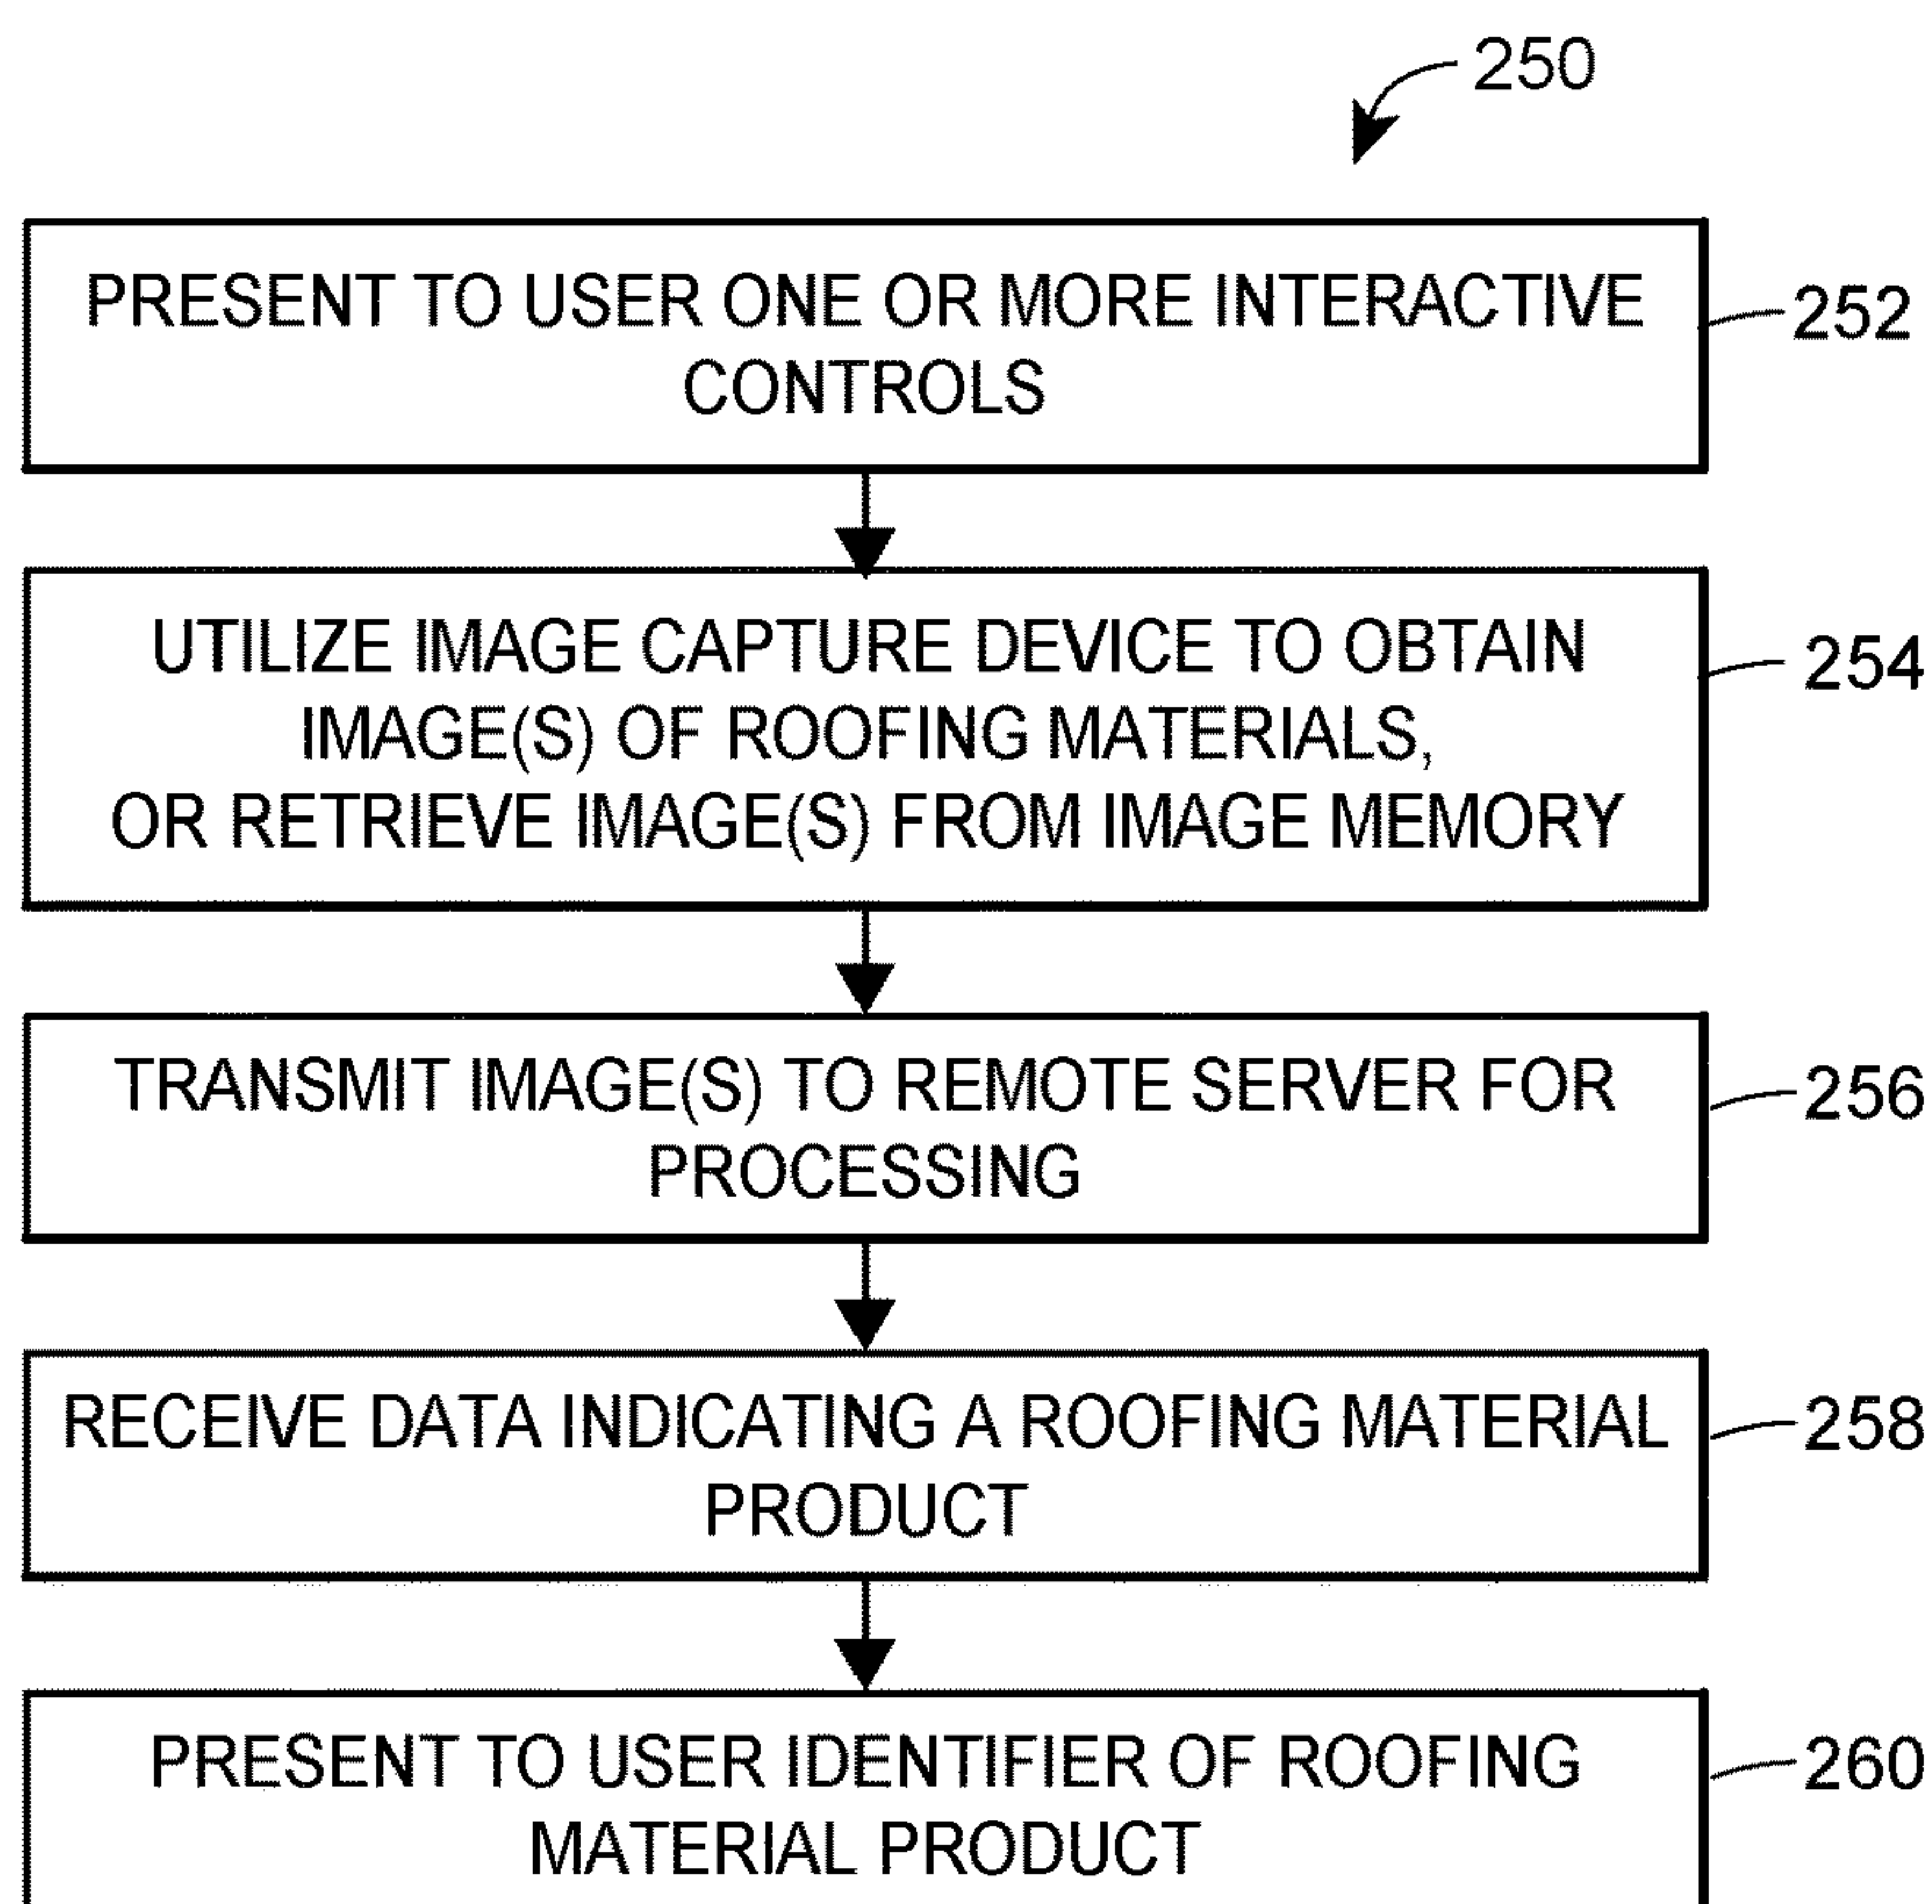 250
PRESENT TO USER ONE OR MORE INTERACTIVE
CONTROLS
252
UTILIZE IMAGE CAPTURE DEVICE TO OBTAIN
IMAGE(S) OF ROOFING MATERIALS,
OR RETRIEVE IMAGE(S) FROM IMAGE MEMORY
254
TRANSMIT IMAGE(S) TO REMOTE SERVER FOR
PROCESSING
256
RECEIVE DATA INDICATING A ROOFING MATERIAL
PRODUCT
258
PRESENT TO USER IDENTIFIER OF ROOFING
MATERIAL PRODUCT
260